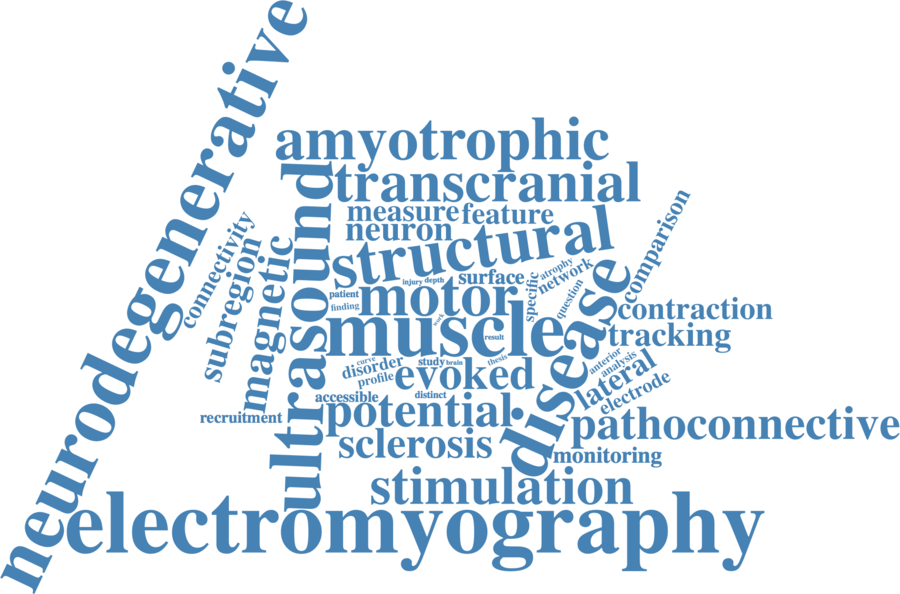 neurodegenerative
amyotrophic
transcranial
ultrasound
measure
feature
neuron
structural
connectivity
subregion
magnetic
comparison
surface
injury
depth
atrophy
network
specific
question
disease
patient
finding
motor
work
muscle
result
contraction
tracking
curve
disorder
profile
study
brain
thesis
evoked
anterior
analysis
lateral
electrode
accessible
distinct
recruitment
potential
pathoconnective
sclerosis
monitoring
stimulation
electromyography